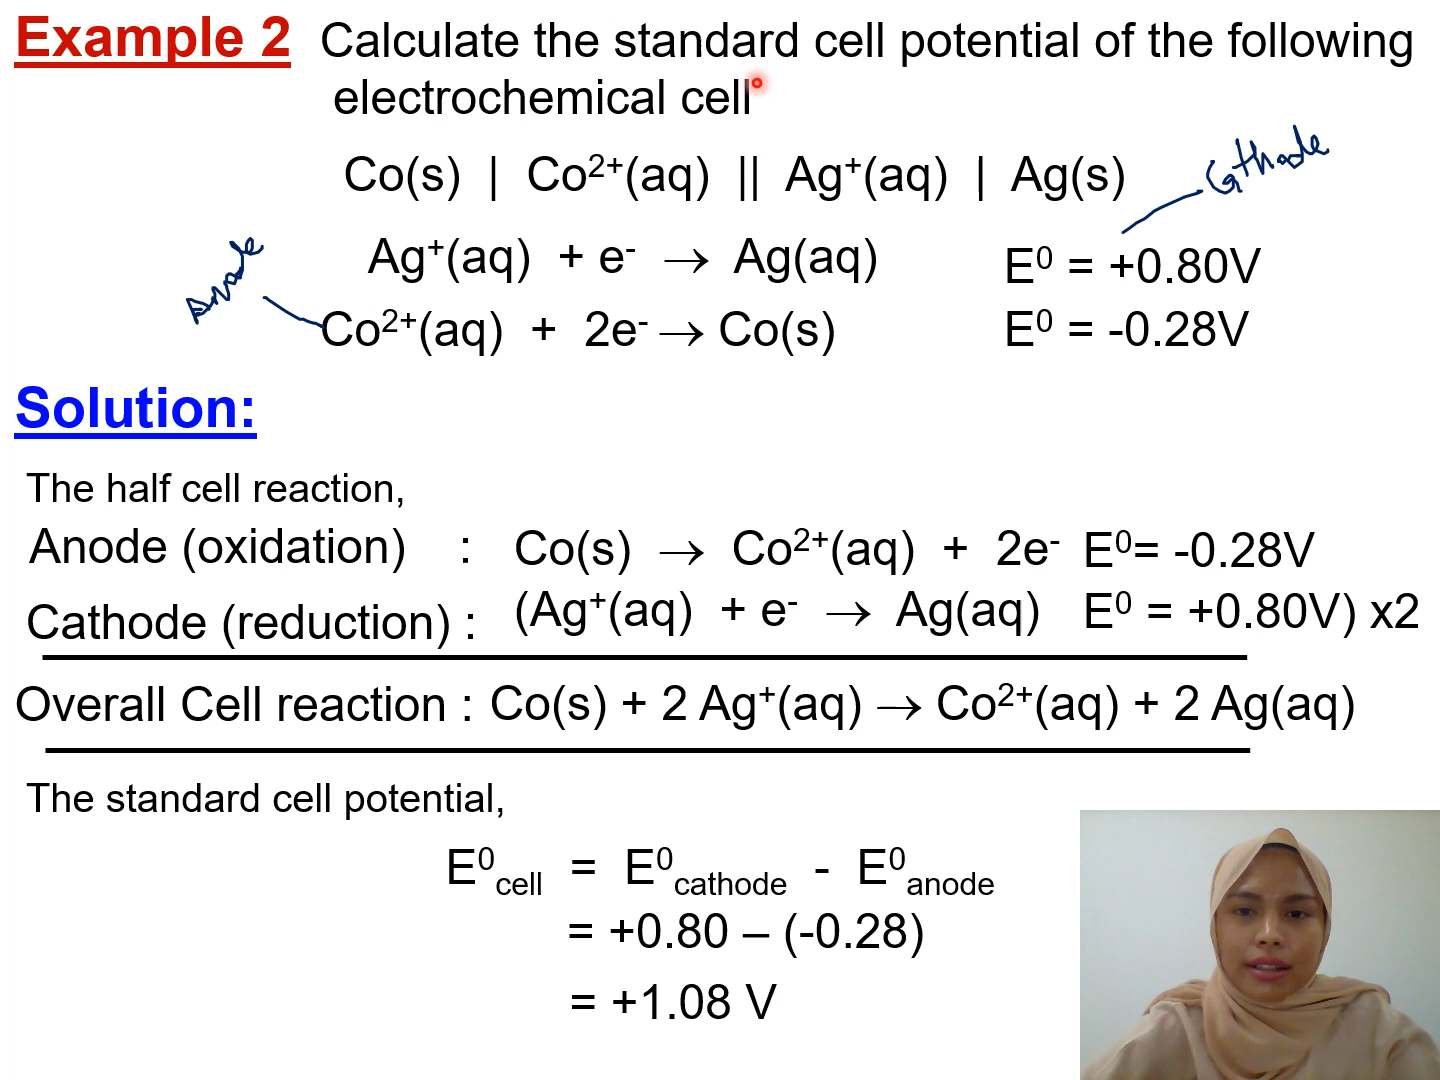 Example 2 Calculate the standard cell potential of the following
electrochemical cell
Co(s) | Co²⁺(aq) || Ag⁺(aq) | Ag(s)
Cathode
Ag⁺(aq) + e⁻ → Ag(aq) E⁰ = +0.80V
Anode
Co²⁺(aq) + 2e⁻ → Co(s) E⁰ = -0.28V
Solution:
The half cell reaction,
Anode (oxidation) : Co(s) → Co²⁺(aq) + 2e⁻ E⁰= -0.28V
Cathode (reduction) : (Ag⁺(aq) + e⁻ → Ag(aq) E⁰ = +0.80V) x2
Overall Cell reaction : Co(s) + 2 Ag⁺(aq) → Co²⁺(aq) + 2 Ag(aq)
The standard cell potential,
E⁰cell = E⁰cathode - E⁰anode
= +0.80 – (-0.28)
= +1.08 V